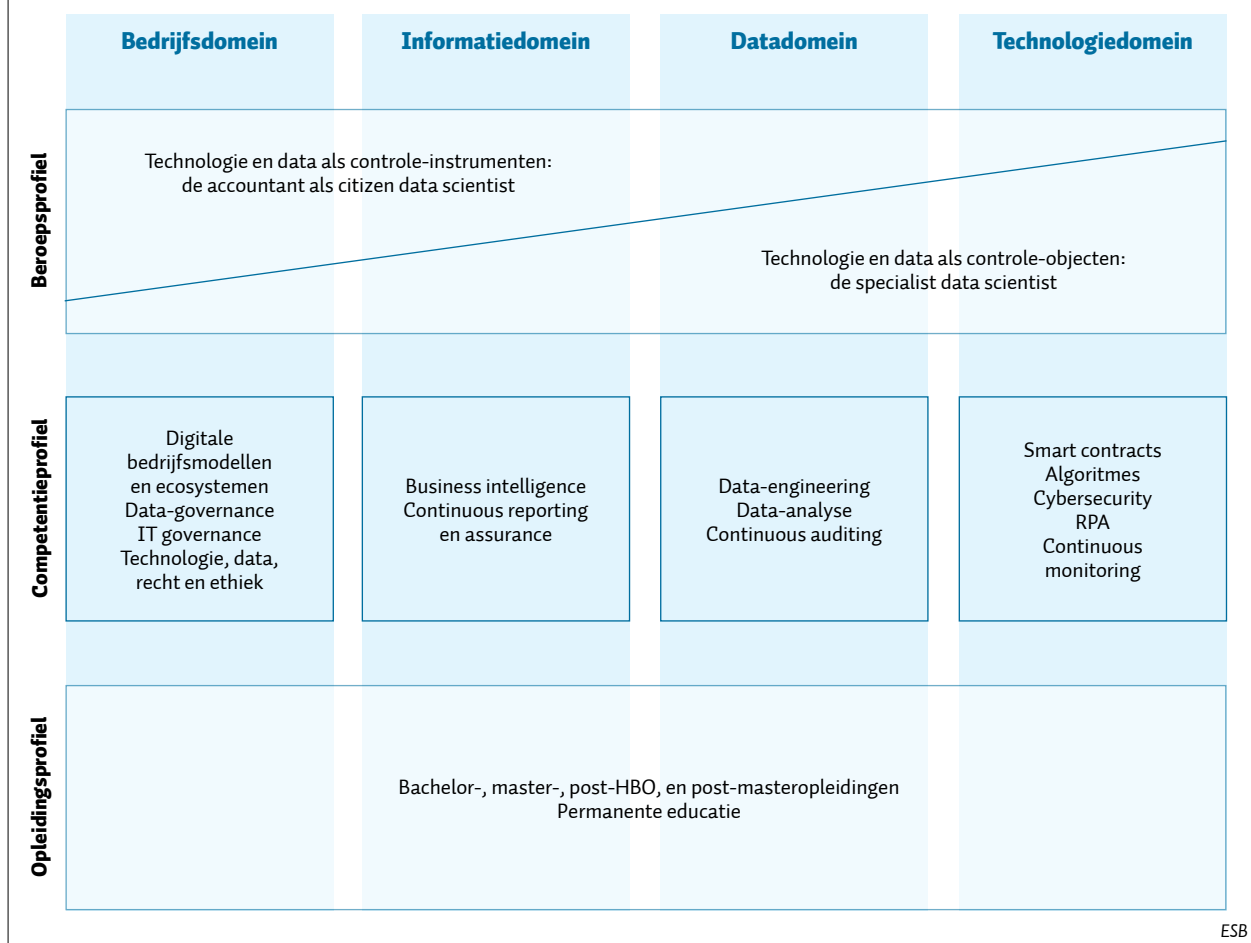 Bedrijfsdomein
Informatiedomein
Datadomein
Technologiedomein
Beroepsprofiel
Technologie en data als controle-instrumenten:
de accountant als citizen data scientist
Technologie en data als controle-objecten:
de specialist data scientist
Competentieprofiel
Digitale
bedrijfsmodellen
en ecosystemen
Data-governance
IT governance
Technologie, data,
recht en ethiek
Business intelligence
Continuous reporting
en assurance
Data-engineering
Data-analyse
Continuous auditing
Smart contracts
Algoritmes
Cybersecurity
RPA
Continuous
monitoring
Opleidingsprofiel
Bachelor-, master-, post-HBO, en post-masteropleidingen
Permanente educatie
ESB